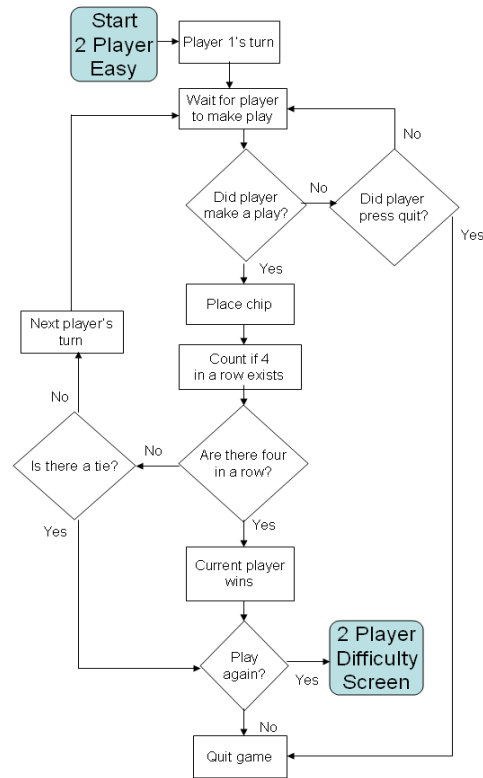 Start
2 Player
Easy
Player 1's turn
Wait for player
to make play
No
Did player
make a play?
No
Did player
press quit?
Yes
Yes
Place chip
Next player's
turn
Count if 4
in a row exists
No
Is there a tie?
No
Are there four
in a row?
Yes
Yes
Current player
wins
2 Player
Difficulty
Screen
Play
again?
Yes
No
Quit game